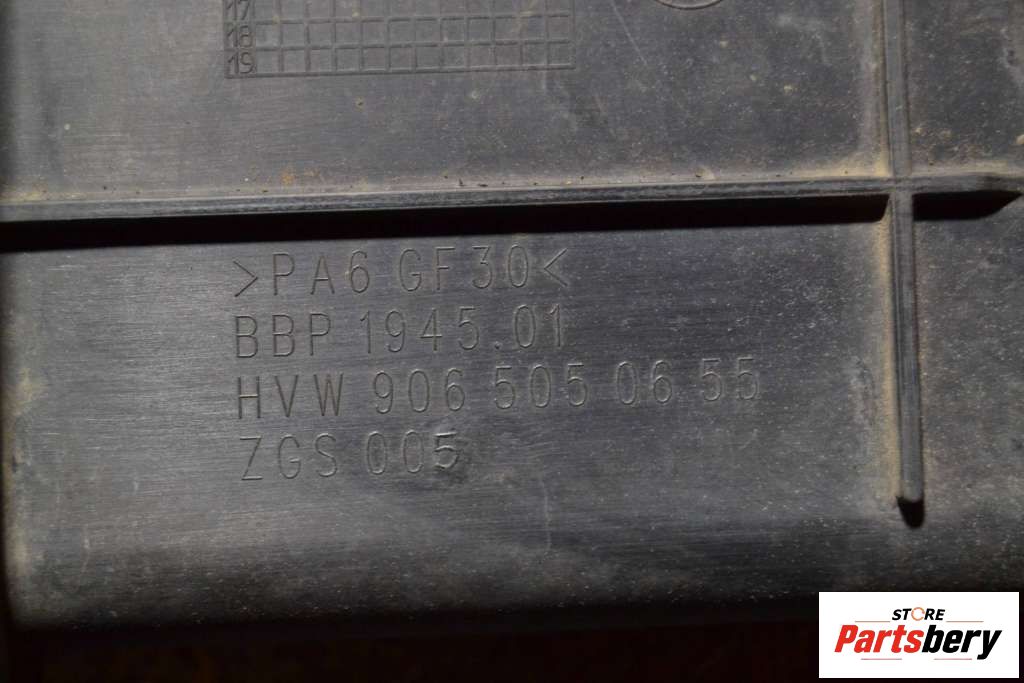 17
18
19
>PA6 GF30<
BBP 1945.01
HVW 906 505 06 55
ZGS 005
STORE
Partsbery